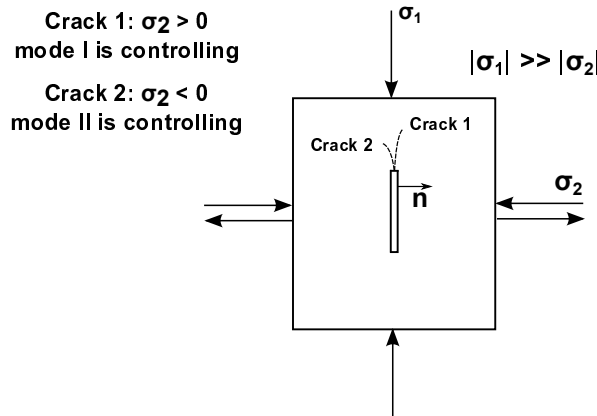 Crack 1: σ2 > 0
mode I is controlling
Crack 2: σ2 < 0
mode II is controlling
σ1
|σ1| >> |σ2|
Crack 1
Crack 2
n
σ2